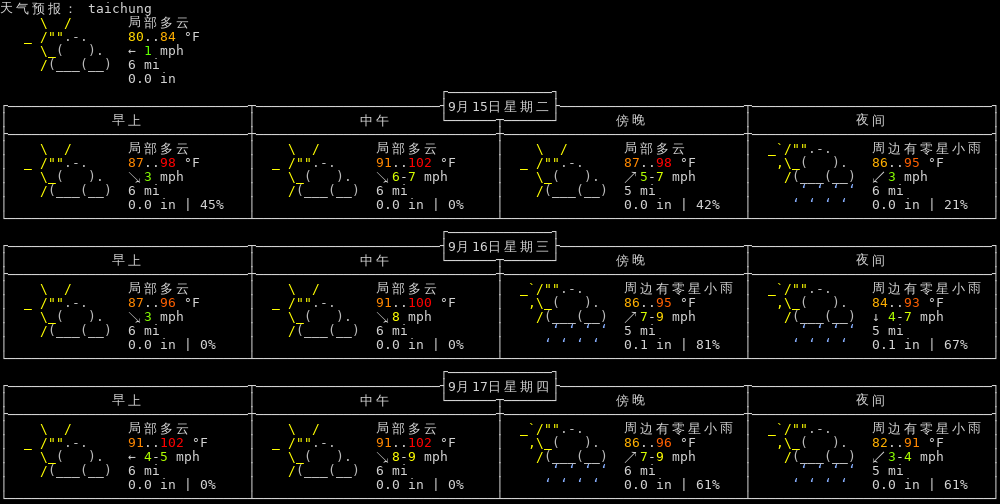 天气预报： taichung
局部多云
80..84 °F
← 1 mph
6 mi
0.0 in
9月15日星期二
早上 中午 傍晚 夜间
局部多云 局部多云 局部多云 周边有零星小雨
87..98 °F 91..102 °F 87..98 °F 86..95 °F
↘ 3 mph ↘ 6-7 mph ↗ 5-7 mph ↙ 3 mph
6 mi 6 mi 5 mi 6 mi
0.0 in | 45% 0.0 in | 0% 0.0 in | 42% 0.0 in | 21%
9月16日星期三
早上 中午 傍晚 夜间
局部多云 局部多云 周边有零星小雨 周边有零星小雨
87..96 °F 91..100 °F 86..95 °F 84..93 °F
↘ 3 mph ↘ 8 mph ↗ 7-9 mph ↓ 4-7 mph
6 mi 6 mi 5 mi 5 mi
0.0 in | 0% 0.0 in | 0% 0.1 in | 81% 0.1 in | 67%
9月17日星期四
早上 中午 傍晚 夜间
局部多云 局部多云 周边有零星小雨 周边有零星小雨
91..102 °F 91..102 °F 86..96 °F 82..91 °F
← 4-5 mph ↘ 8-9 mph ↗ 7-9 mph ↙ 3-4 mph
6 mi 6 mi 6 mi 5 mi
0.0 in | 0% 0.0 in | 0% 0.0 in | 61% 0.0 in | 61%